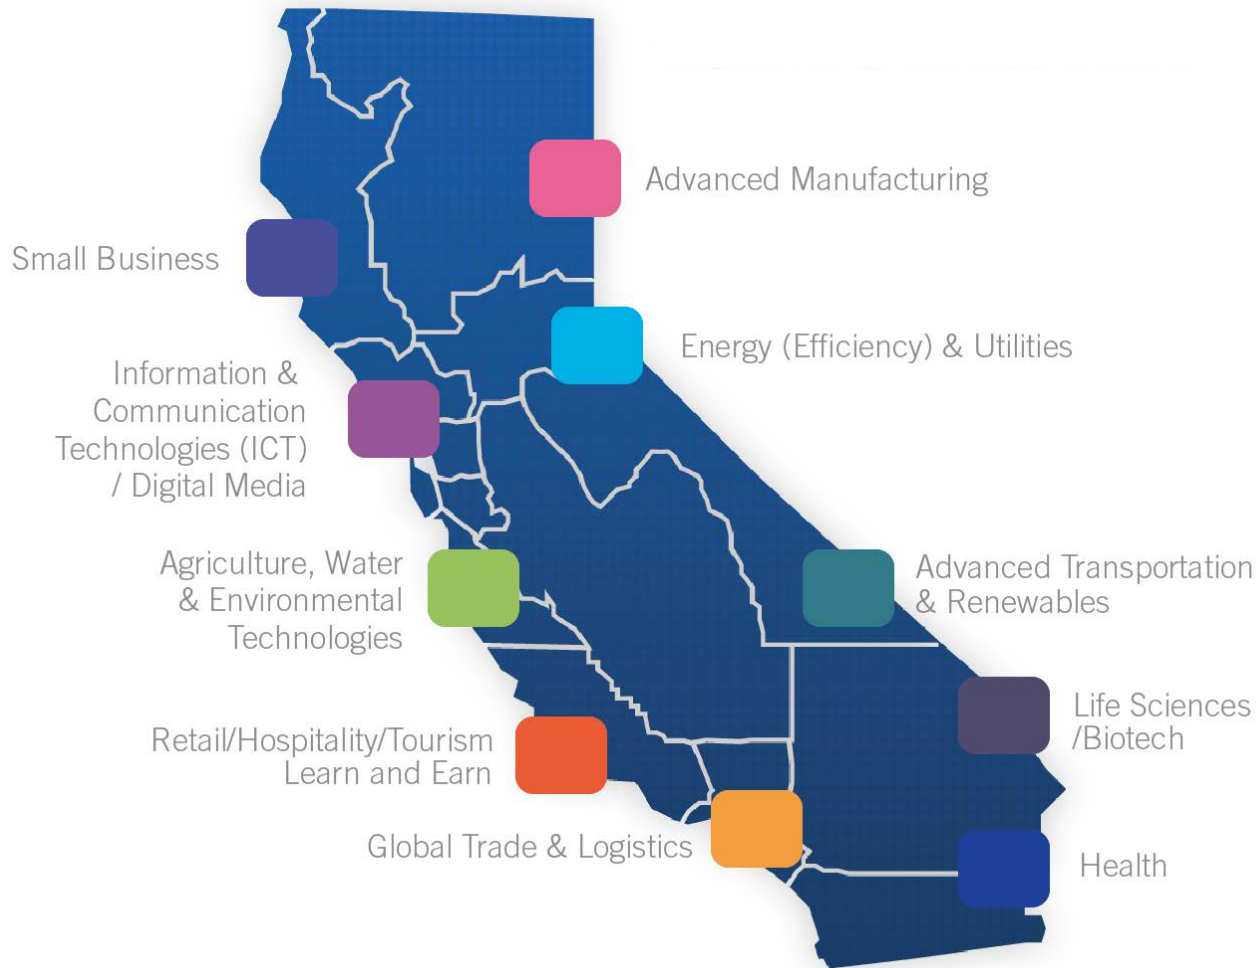 Advanced Manufacturing
Small Business
Energy (Efficiency) & Utilities
Information &
Communication
Technologies (ICT)
/ Digital Media
Agriculture, Water
& Environmental
Technologies
Advanced Transportation
& Renewables
Life Sciences
/Biotech
Retail/Hospitality/Tourism
Learn and Earn
Global Trade & Logistics
Health